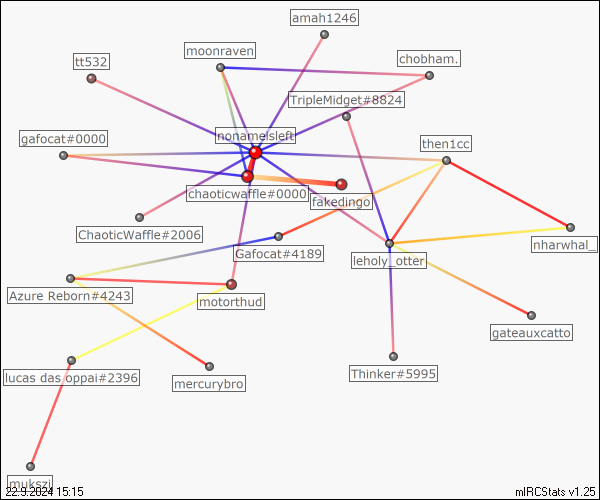 amah1246
moonraven
chobham.
tt532
TripleMidget#8824
nonameisleft
gafocat#0000
then1cc
chaoticwaffle#0000
fakedingo
ChaoticWaffle#2006
Gafocat#4189
nharwhal_
leholy_otter
Azure Reborn#4243
motorthud
gateauxcatto
lucas das oppai#2396
mercurybro
Thinker#5995
mukszi
22.9.2024 15:15
mIRCStats v1.25